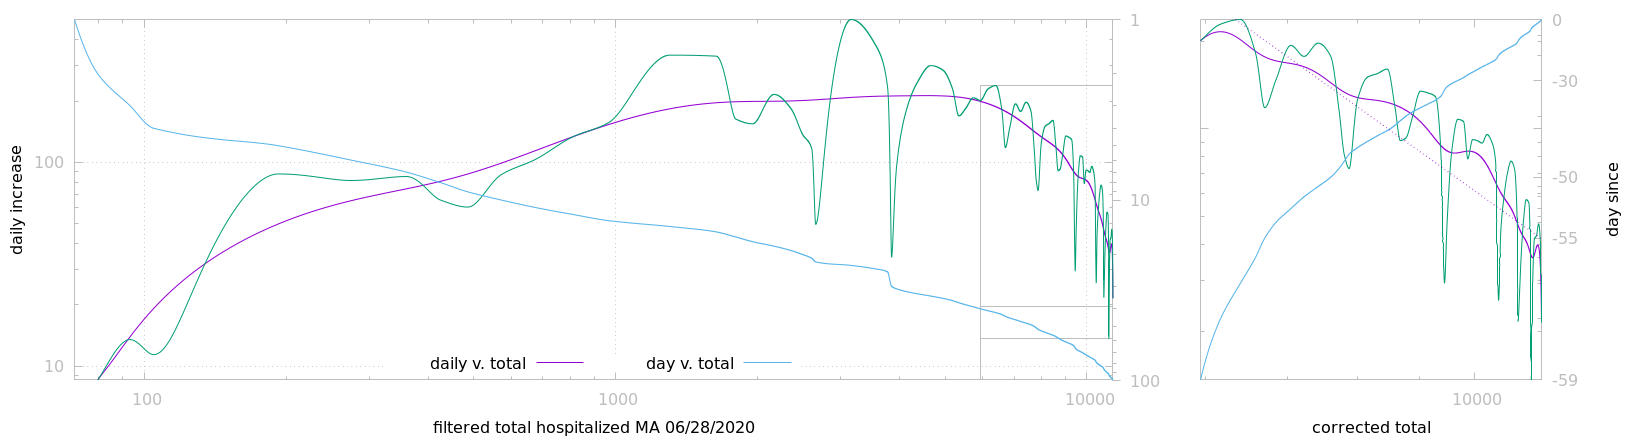 daily increase
100
10
100
1000
10000
1
10
100
daily v. total
day v. total
filtered total hospitalized MA 06/28/2020
0
-30
-50
-55
-59
day since
10000
corrected total